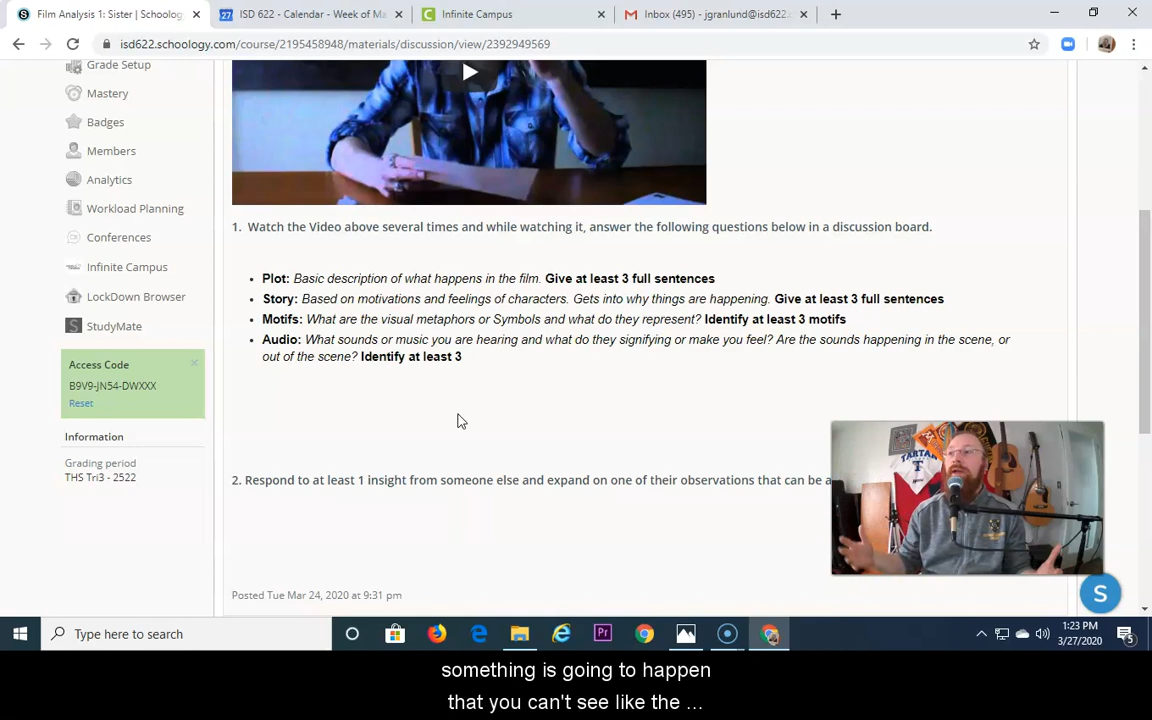 Film Analysis 1: Sister | Schoology
ISD 622 - Calendar - Week of Ma
Infinite Campus
Inbox (495) - jgranlund@isd622.
isd622.schoology.com/course/2195458948/materials/discussion/view/2392949569
Grade Setup
Mastery
Badges
Members
Analytics
Workload Planning
Conferences
Infinite Campus
LockDown Browser
StudyMate
Access Code
B9V9-JN54-DWXXX
Reset
Information
Grading period
THS Tri3 - 2522
1. Watch the Video above several times and while watching it, answer the following questions below in a discussion board.
• Plot: Basic description of what happens in the film. Give at least 3 full sentences
• Story: Based on motivations and feelings of characters. Gets into why things are happening. Give at least 3 full sentences
• Motifs: What are the visual metaphors or Symbols and what do they represent? Identify at least 3 motifs
• Audio: What sounds or music you are hearing and what do they signifying or make you feel? Are the sounds happening in the scene, or
out of the scene? Identify at least 3
2. Respond to at least 1 insight from someone else and expand on one of their observations that can be a
Posted Tue Mar 24, 2020 at 9:31 pm
TARTAN
T
S
Type here to search
Pr
1:23 PM
3/27/2020
5
something is going to happen
that you can't see like the ...